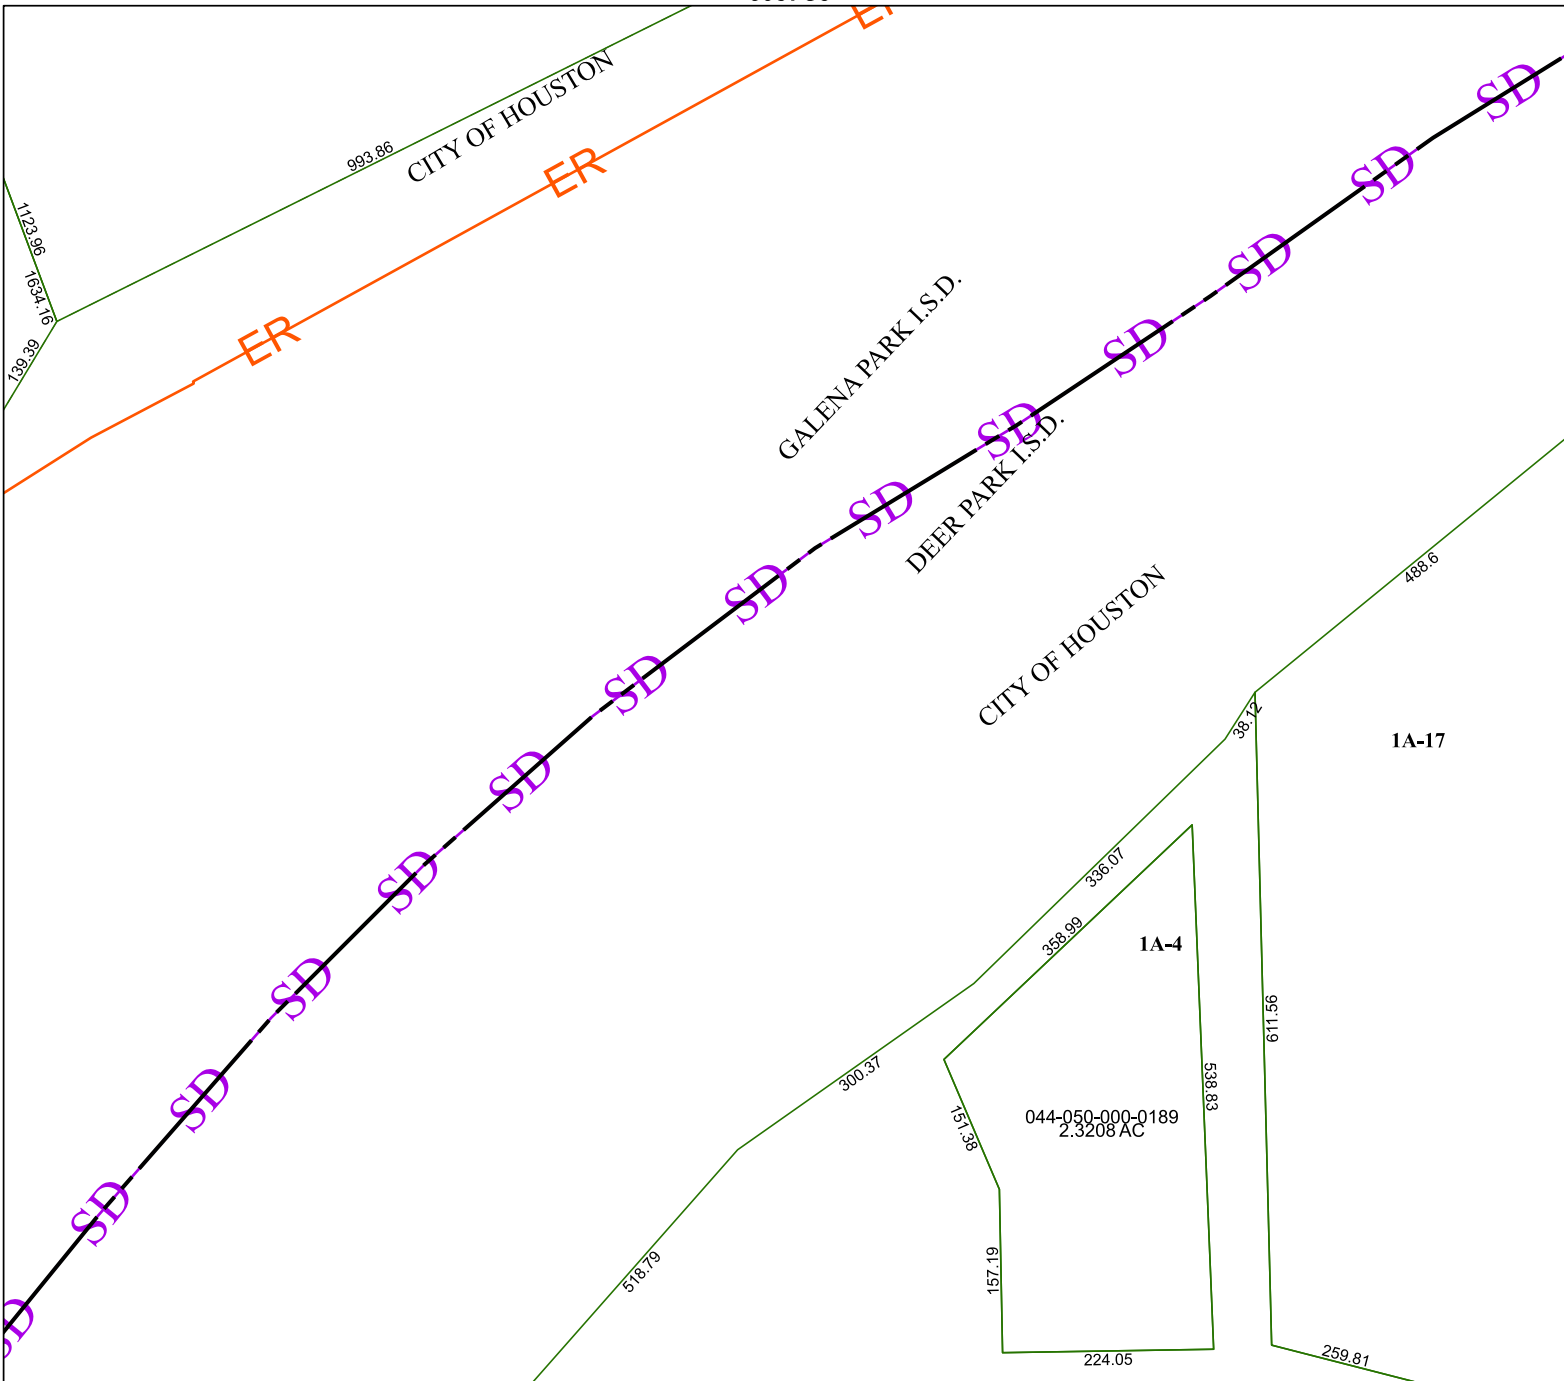 CITY OF HOUSTON
993.86
1123.96
1634.16
139.39
ER
ER
SD
SD
SD
SD
SD
SD
SD
SD
SD
SD
SD
SD
SD
SD
GALENA PARK I.S.D.
DEER PARK I.S.D.
CITY OF HOUSTON
488.6
38.12
1A-17
336.07
358.99
1A-4
611.56
300.37
538.83
151.38
044-050-000-0189
2.3208 AC
518.79
157.19
224.05
259.81